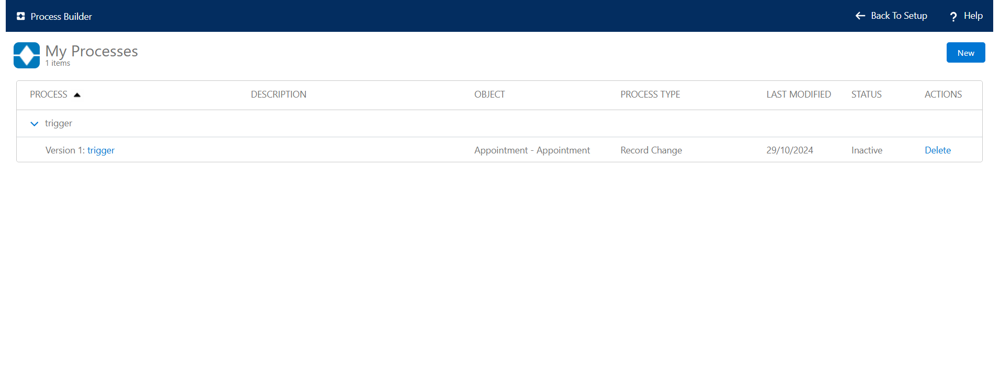 Process Builder
Back To Setup
? Help
My Processes
1 items
New
PROCESS DESCRIPTION OBJECT PROCESS TYPE LAST MODIFIED STATUS ACTIONS
trigger
Version 1: trigger Appointment - Appointment Record Change 29/10/2024 Inactive Delete